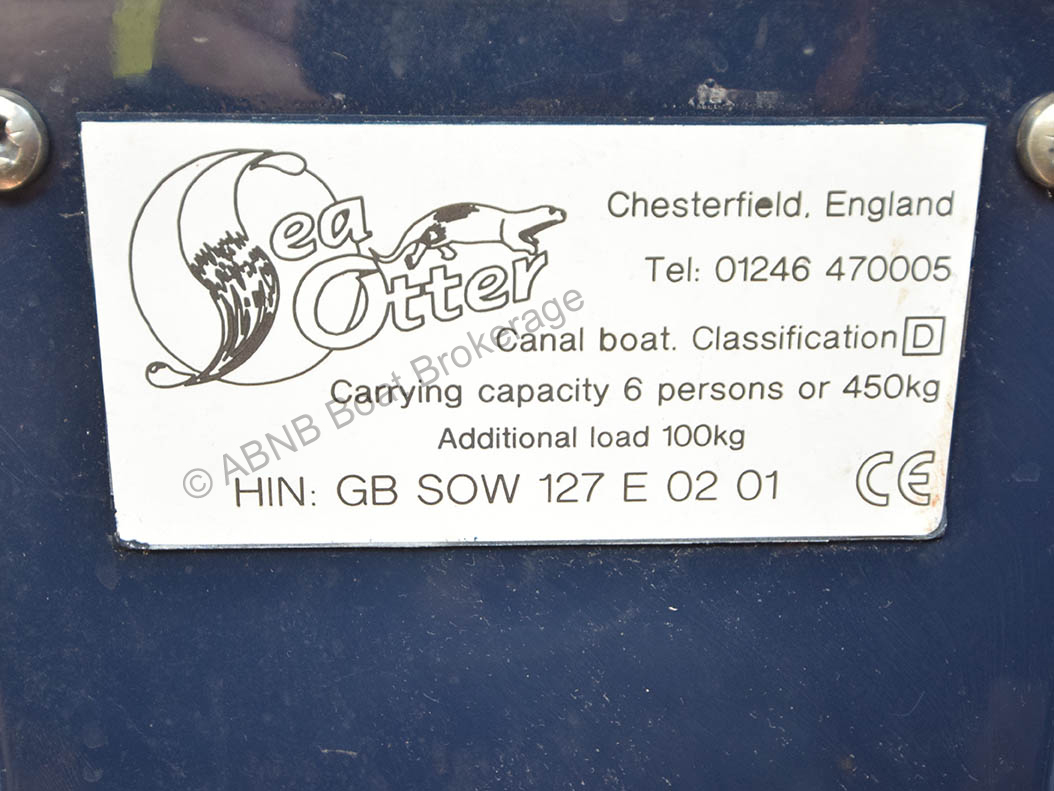 Sea
Otter
Chesterfield, England
Tel: 01246 470005
Canal boat. Classification D
Carrying capacity 6 persons or 450kg
Additional load 100kg
HIN: GB SOW 127 E 02 01
CE
© ABNB Boat Brokerage